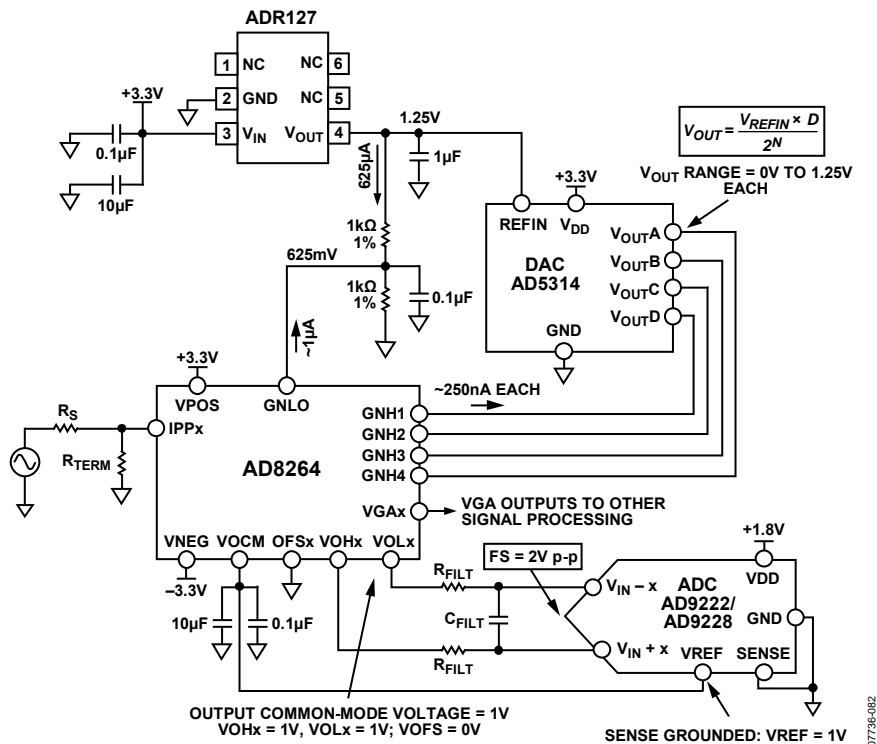 ADR127
1 NC
NC 6
2 GND
NC 5
3 VIN
VOUT 4
+3.3V
0.1µF
10µF
1.25V
1µF
625µA
1kΩ
1%
625mV
1kΩ
1%
0.1µF
~1µA
VOUT = VREFIN × D / 2^N
VOUT RANGE = 0V TO 1.25V
EACH
+3.3V
REFIN
VDD
DAC
AD5314
VOUTA
VOUTB
VOUTC
VOUTD
GND
+3.3V
VPOS
GNLO
~250nA EACH
GNH1
GNH2
GNH3
GNH4
RS
RTERM
IPPx
AD8264
VGAx
VGA OUTPUTS TO OTHER
SIGNAL PROCESSING
VNEG
VOCM
OFSx
VOHx
VOLx
–3.3V
10µF
0.1µF
RFILT
CFILT
RFILT
FS = 2V p-p
+1.8V
VDD
VIN – x
ADC
AD9222/
AD9228
GND
VIN + x
VREF
SENSE
OUTPUT COMMON-MODE VOLTAGE = 1V
VOHx = 1V, VOLx = 1V; VOFS = 0V
SENSE GROUNDED: VREF = 1V
07736-082